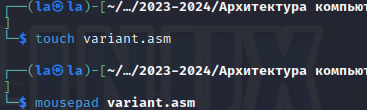 ┌──(la㉿la)-[~/…/2023-2024/Архитектура компьют
]
└─$ touch variant.asm
┌──(la㉿la)-[~/…/2023-2024/Архитектура компьют
]
└─$ mousepad variant.asm